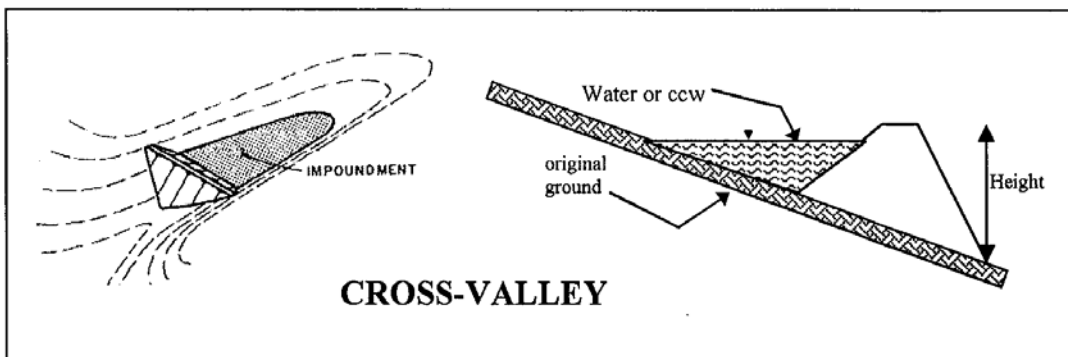 IMPOUNDMENT
Water or ccw
original
ground
Height
CROSS-VALLEY